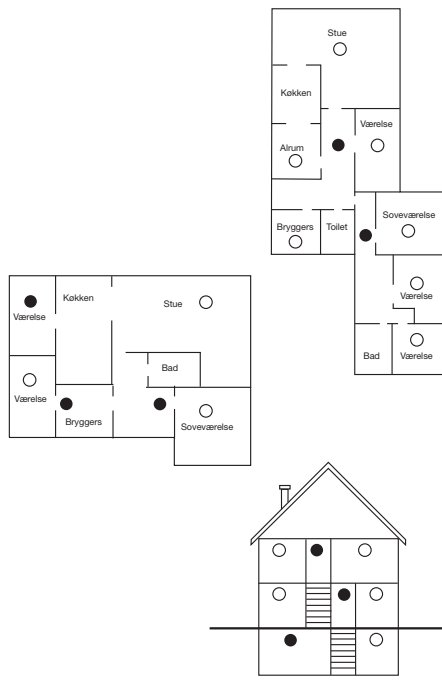 Stue
Køkken
Værelse
Alrum
Bryggers
Toilet
Soveværelse
Værelse
Bad
Værelse
Køkken
Stue
Værelse
Bad
Værelse
Bryggers
Soveværelse